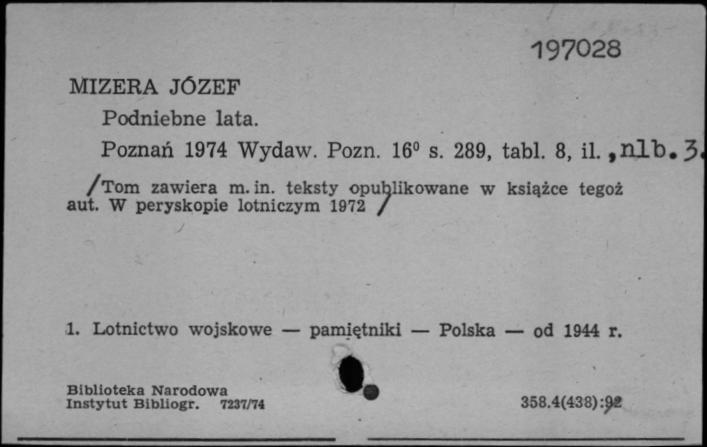 197028
MIZERA JÓZEF
Podniebne lata.
Poznań 1974 Wydaw. Pozn. 16⁰ s. 289, tabl. 8, il. , nlb. 3.
/Tom zawiera m. in. teksty opublikowane w książce tegoż
aut. W peryskopie lotniczym 1972 /
1. Lotnictwo wojskowe — pamiętniki — Polska — od 1944 r.
Biblioteka Narodowa
Instytut Bibliogr. 7237/74
358.4(438):92